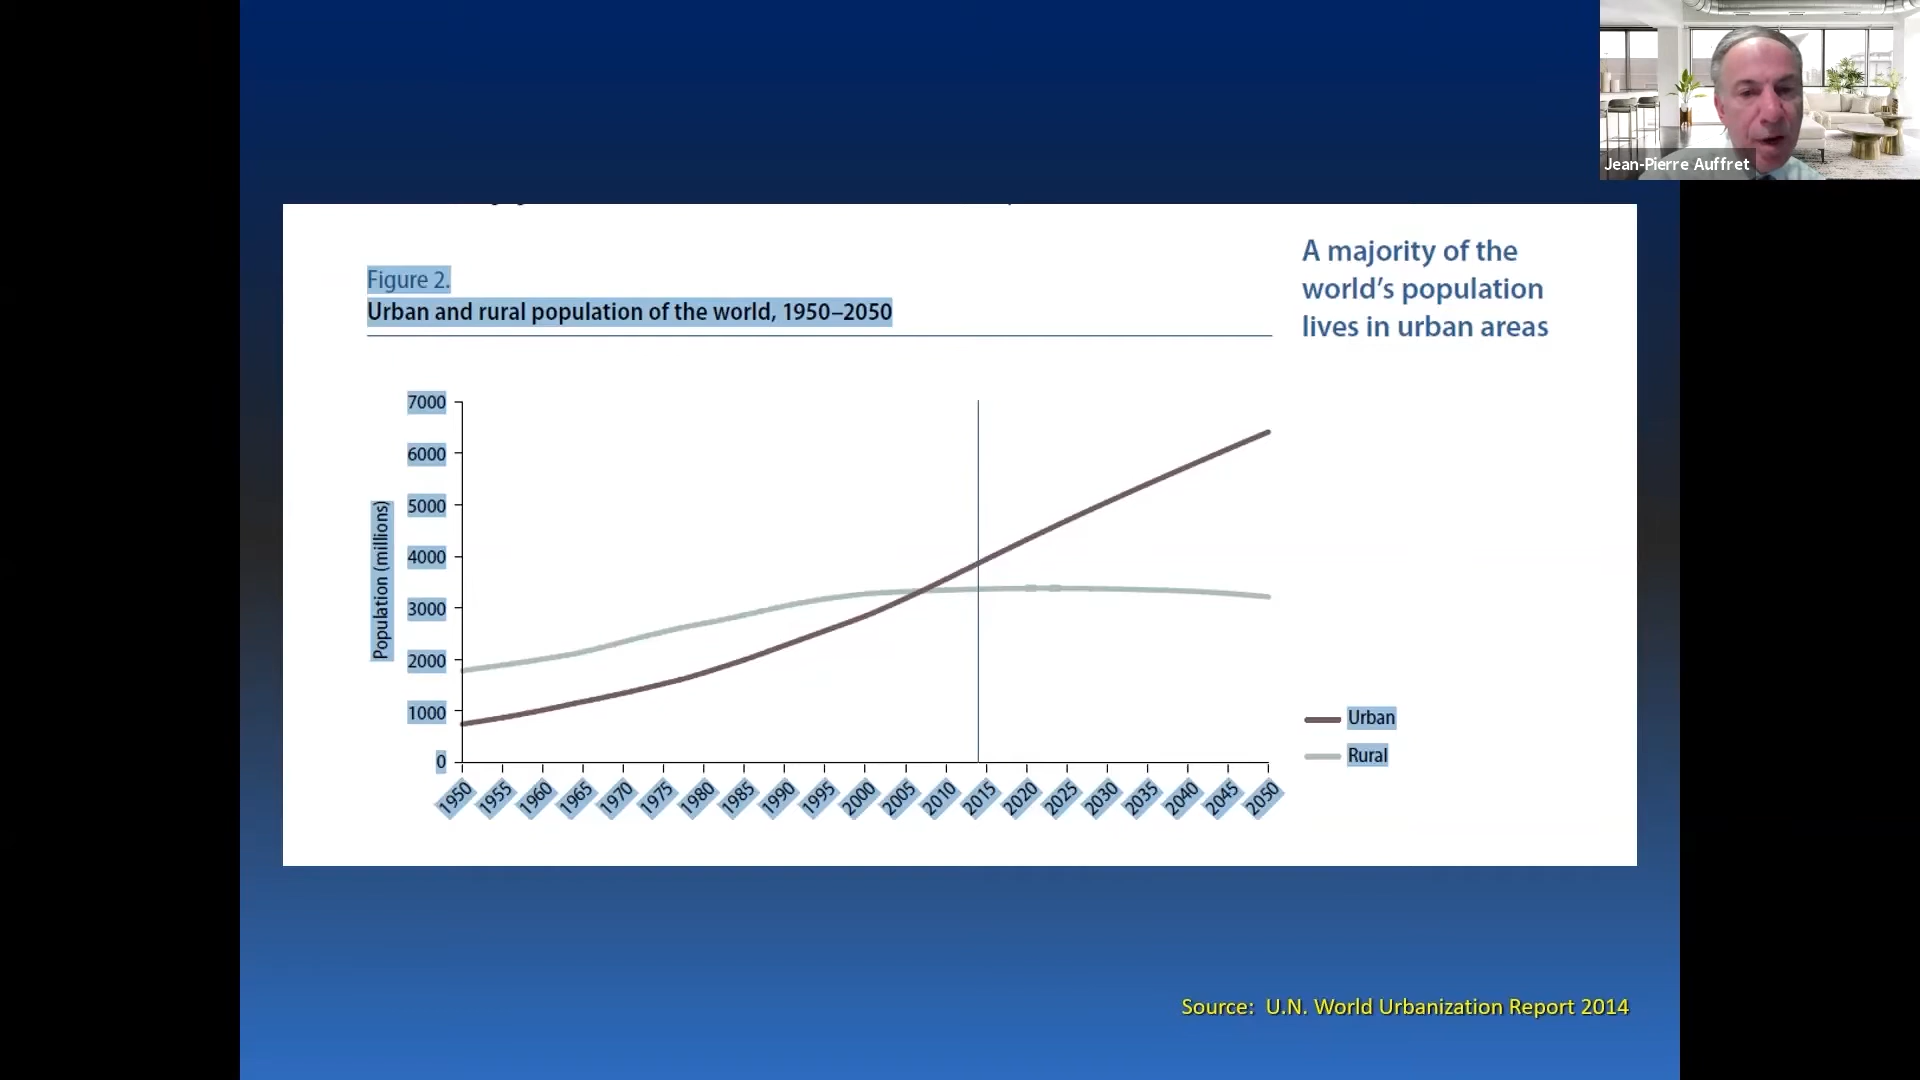 Jean-Pierre Auffret
A majority of the
world's population
lives in urban areas
Figure 2.
Urban and rural population of the world, 1950–2050
Population (millions)
7000
6000
5000
4000
3000
2000
1000
0
1950
1955
1960
1965
1970
1975
1980
1985
1990
1995
2000
2005
2010
2015
2020
2025
2030
2035
2040
2045
2050
Urban
Rural
Source: U.N. World Urbanization Report 2014